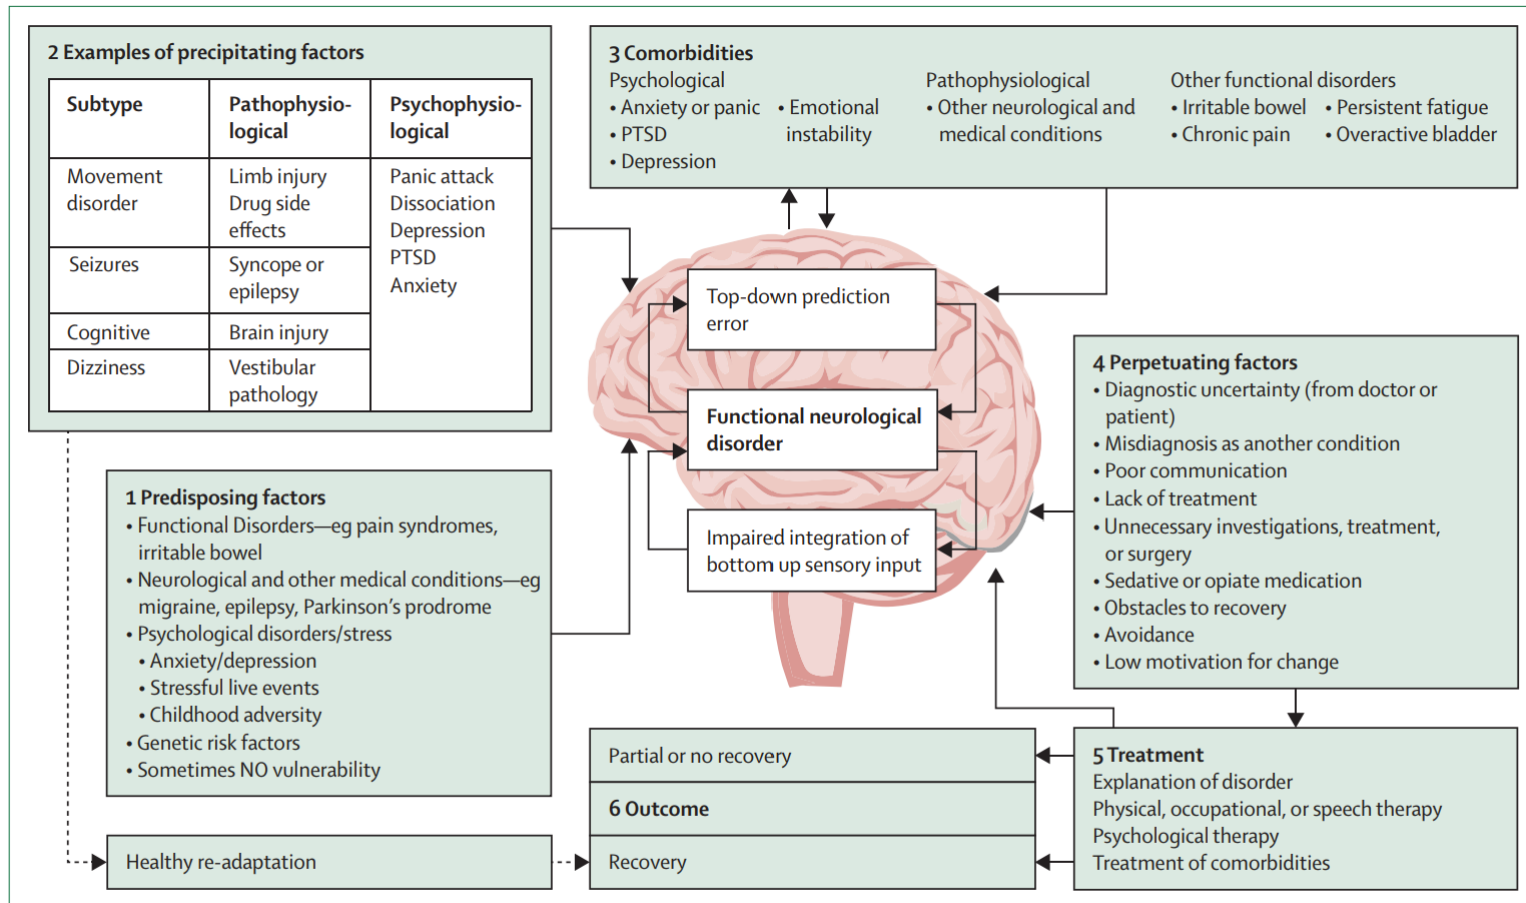 2 Examples of precipitating factors
Subtype
Pathophysio-
logical
Psychophysio-
logical
Movement
disorder
Limb injury
Drug side
effects
Panic attack
Dissociation
Depression
PTSD
Anxiety
Seizures
Syncope or
epilepsy
Cognitive
Brain injury
Dizziness
Vestibular
pathology
3 Comorbidities
Psychological
• Anxiety or panic
• PTSD
• Depression
• Emotional
instability
Pathophysiological
• Other neurological and
medical conditions
Other functional disorders
• Irritable bowel
• Chronic pain
• Persistent fatigue
• Overactive bladder
Top-down prediction
error
Functional neurological
disorder
Impaired integration of
bottom up sensory input
1 Predisposing factors
• Functional Disorders—eg pain syndromes,
irritable bowel
• Neurological and other medical conditions—eg
migraine, epilepsy, Parkinson's prodrome
• Psychological disorders/stress
• Anxiety/depression
• Stressful live events
• Childhood adversity
• Genetic risk factors
• Sometimes NO vulnerability
4 Perpetuating factors
• Diagnostic uncertainty (from doctor or
patient)
• Misdiagnosis as another condition
• Poor communication
• Lack of treatment
• Unnecessary investigations, treatment,
or surgery
• Sedative or opiate medication
• Obstacles to recovery
• Avoidance
• Low motivation for change
5 Treatment
Explanation of disorder
Physical, occupational, or speech therapy
Psychological therapy
Treatment of comorbidities
Partial or no recovery
6 Outcome
Recovery
Healthy re-adaptation